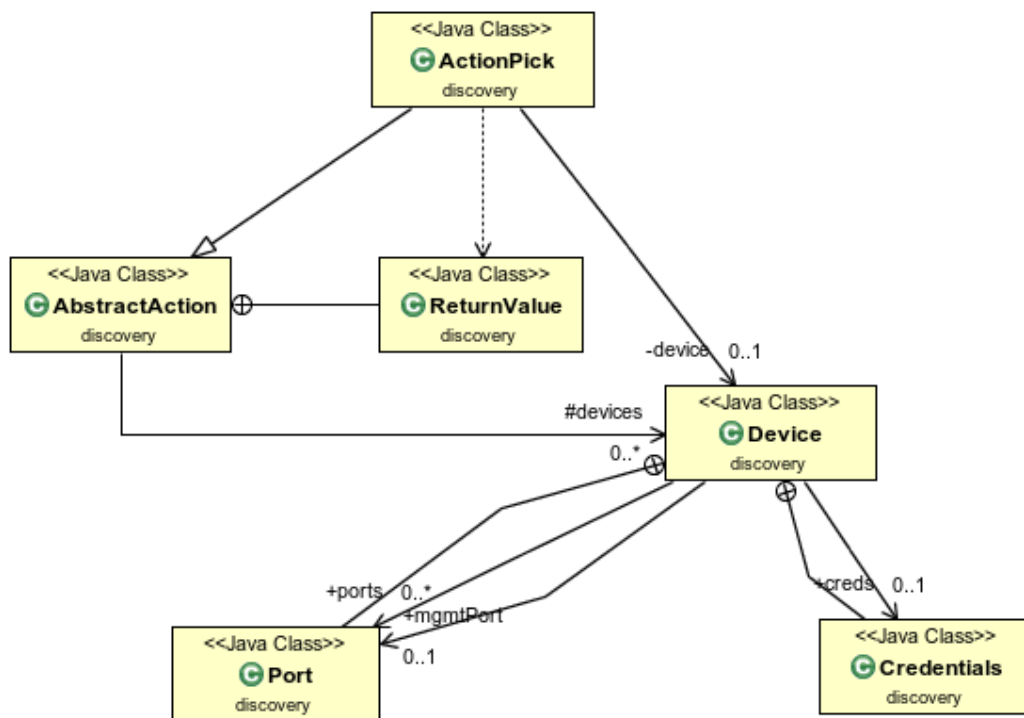 <<Java Class>>
C ActionPick
discovery
<<Java Class>>
C AbstractAction
discovery
<<Java Class>>
C ReturnValue
discovery
-device 0..1
<<Java Class>>
C Device
discovery
#devices
0..*
+ports 0..*
+mgmtPort
0..1
+creds 0..1
<<Java Class>>
C Port
discovery
<<Java Class>>
C Credentials
discovery